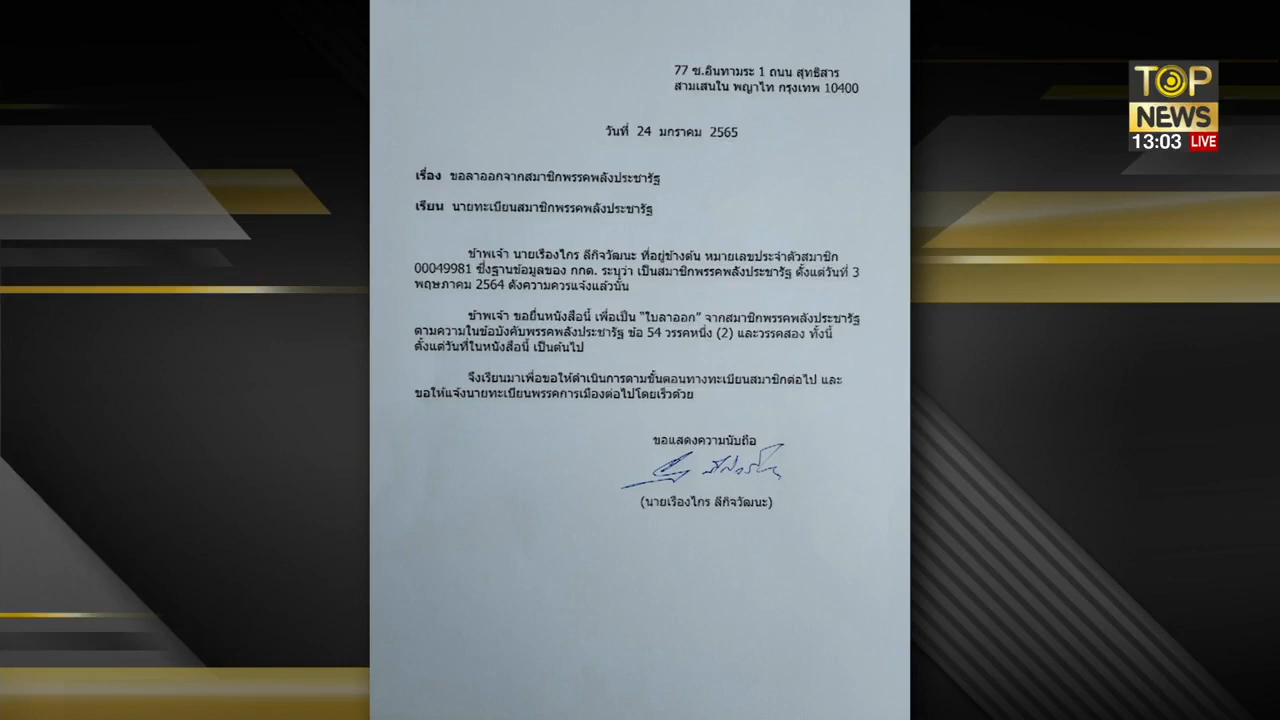 77 ซ.อินทามระ 1 ถนน สุทธิสาร
สามเสนใน พญาไท กรุงเทพ 10400
TOP
NEWS
13:03 LIVE
วันที่ 24 มกราคม 2565
เรื่อง ขอลาออกจากสมาชิกพรรคพลังประชารัฐ
เรียน นายทะเบียนสมาชิกพรรคพลังประชารัฐ
ข้าพเจ้า นายเรืองไกร ลีกิจวัฒนะ ที่อยู่ข้างต้น หมายเลขประจำตัวสมาชิก
00049981 ซึ่งฐานข้อมูลของ กกต. ระบุว่า เป็นสมาชิกพรรคพลังประชารัฐ ตั้งแต่วันที่ 3
พฤษภาคม 2564 ดังความควรแจ้งแล้วนั้น
ข้าพเจ้า ขอยื่นหนังสือนี้ เพื่อเป็น "ใบลาออก" จากสมาชิกพรรคพลังประชารัฐ
ตามความในข้อบังคับพรรคพลังประชารัฐ ข้อ 54 วรรคหนึ่ง (2) และวรรคสอง ทั้งนี้
ตั้งแต่วันที่ในหนังสือนี้ เป็นต้นไป
จึงเรียนมาเพื่อขอให้ดำเนินการตามขั้นตอนทางทะเบียนสมาชิกต่อไป และ
ขอให้แจ้งนายทะเบียนพรรคการเมืองต่อไปโดยเร็วด้วย
ขอแสดงความนับถือ
(นายเรืองไกร ลีกิจวัฒนะ)